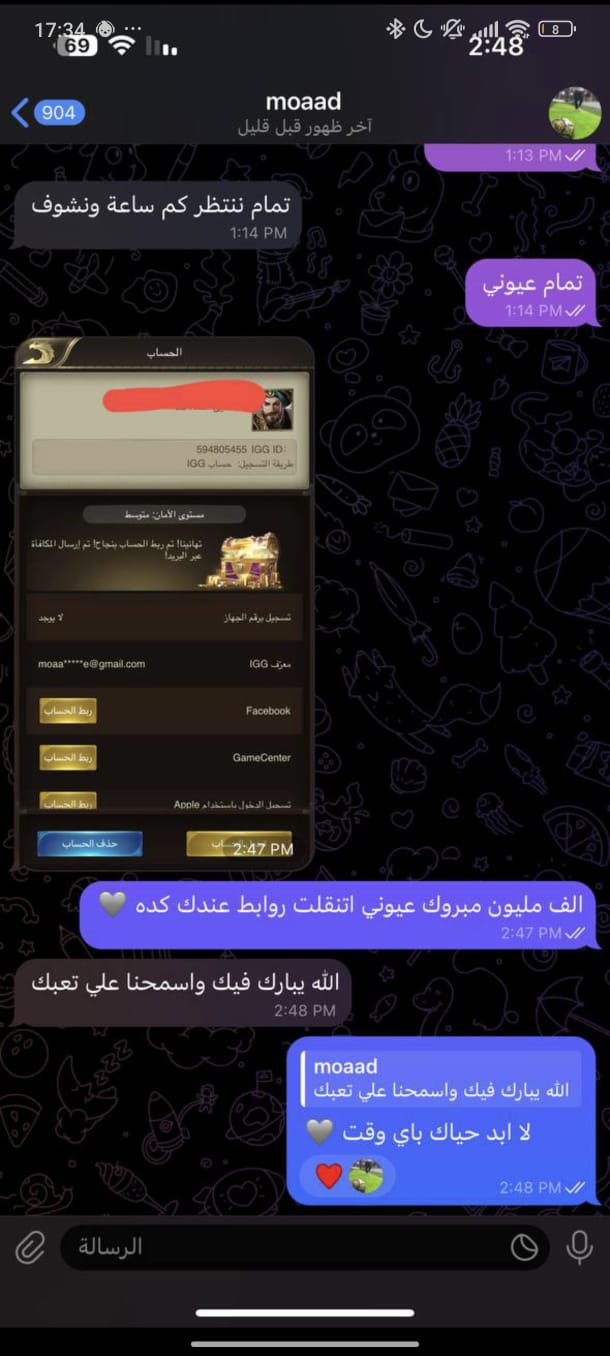 17:34
8
69
2:48
904
moaad
آخر ظهور قبل قليل
1:13 PM
تمام ننتظر كم ساعة ونشوف
1:14 PM
تمام عيوني
1:14 PM
الحساب
594805455 IGG ID:
طريقة التسجيل: حساب IGG
مستوى الأمان: متوسط
تهانينا! تم ربط الحساب بنجاح! تم إرسال المكافأة
عبر البريد!
تسجيل برقم الجهاز
لا يوجد
معرّف IGG
moaa*****e@gmail.com
Facebook
ربط الحساب
GameCenter
ربط الحساب
تسجيل الدخول باستخدام Apple
ربط الحساب
حذف الحساب
2:47 PM
الف مليون مبروك عيوني اتنقلت روابط عندك كده 🩶
2:47 PM
الله يبارك فيك واسمحنا علي تعبك
2:48 PM
moaad
الله يبارك فيك واسمحنا علي تعبك
لا ابد حياك باي وقت 🩶
❤️
2:48 PM
الرسالة